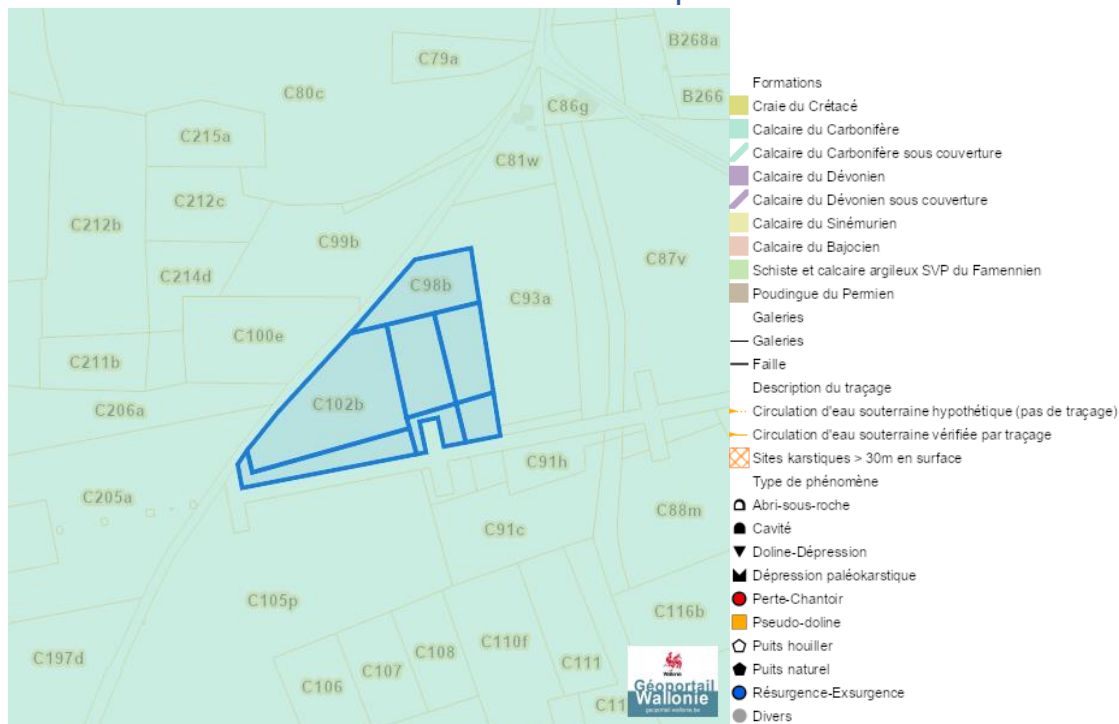 B268a
C79a
C80c
B266
C86g
C215a
C81w
C212c
C212b
C99b
C87v
C214d
C98b
C93a
C100e
C211b
C102b
C206a
C91h
C205a
C88m
C91c
C105p
C116b
C110f
C108
C197d
C107
C111
C106
C11
Wallonie
Géoportail
Wallonie
geoportail.wallonie.be
Formations
Craie du Crétacé
Calcaire du Carbonifère
Calcaire du Carbonifère sous couverture
Calcaire du Dévonien
Calcaire du Dévonien sous couverture
Calcaire du Sinémurien
Calcaire du Bajocien
Schiste et calcaire argileux SVP du Famennien
Poudingue du Permien
Galeries
Galeries
Faille
Description du traçage
Circulation d'eau souterraine hypothétique (pas de traçage)
Circulation d'eau souterraine vérifiée par traçage
Sites karstiques > 30m en surface
Type de phénomène
Abri-sous-roche
Cavité
Doline-Dépression
Dépression paléokarstique
Perte-Chantoir
Pseudo-doline
Puits houiller
Puits naturel
Résurgence-Exsurgence
Divers